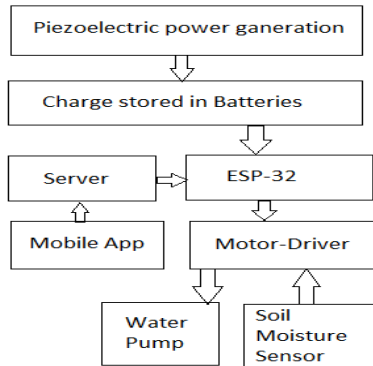 Piezoelectric power ganeration
Charge stored in Batteries
Server
ESP-32
Mobile App
Motor-Driver
Water
Pump
Soil
Moisture
Sensor